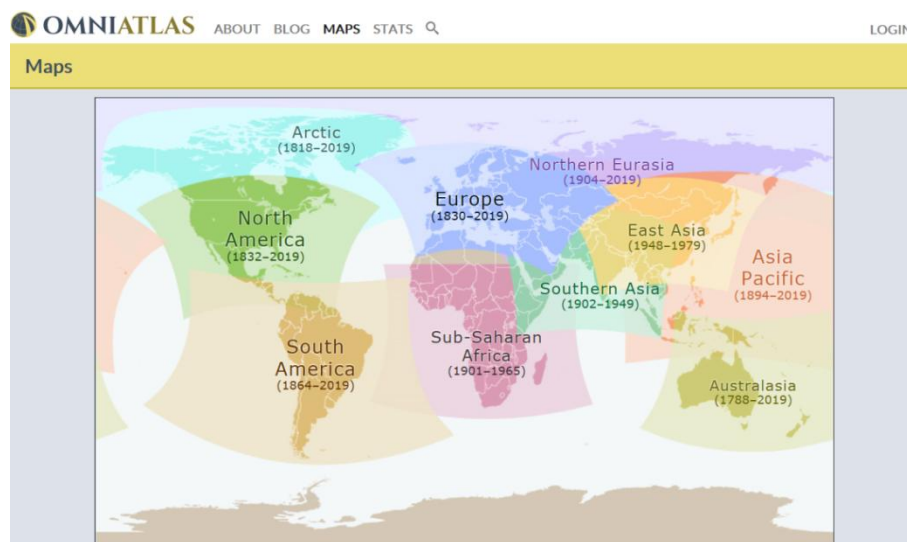 OMNIATLAS ABOUT BLOG MAPS STATS LOGIN
Maps
Arctic
(1818–2019)
Northern Eurasia
(1904–2019)
Europe
(1830–2019)
North
America
(1832–2019)
East Asia
(1948–1979)
Asia
Pacific
(1894–2019)
Southern Asia
(1902–1949)
Sub-Saharan
Africa
(1901–1965)
South
America
(1864–2019)
Australasia
(1788–2019)